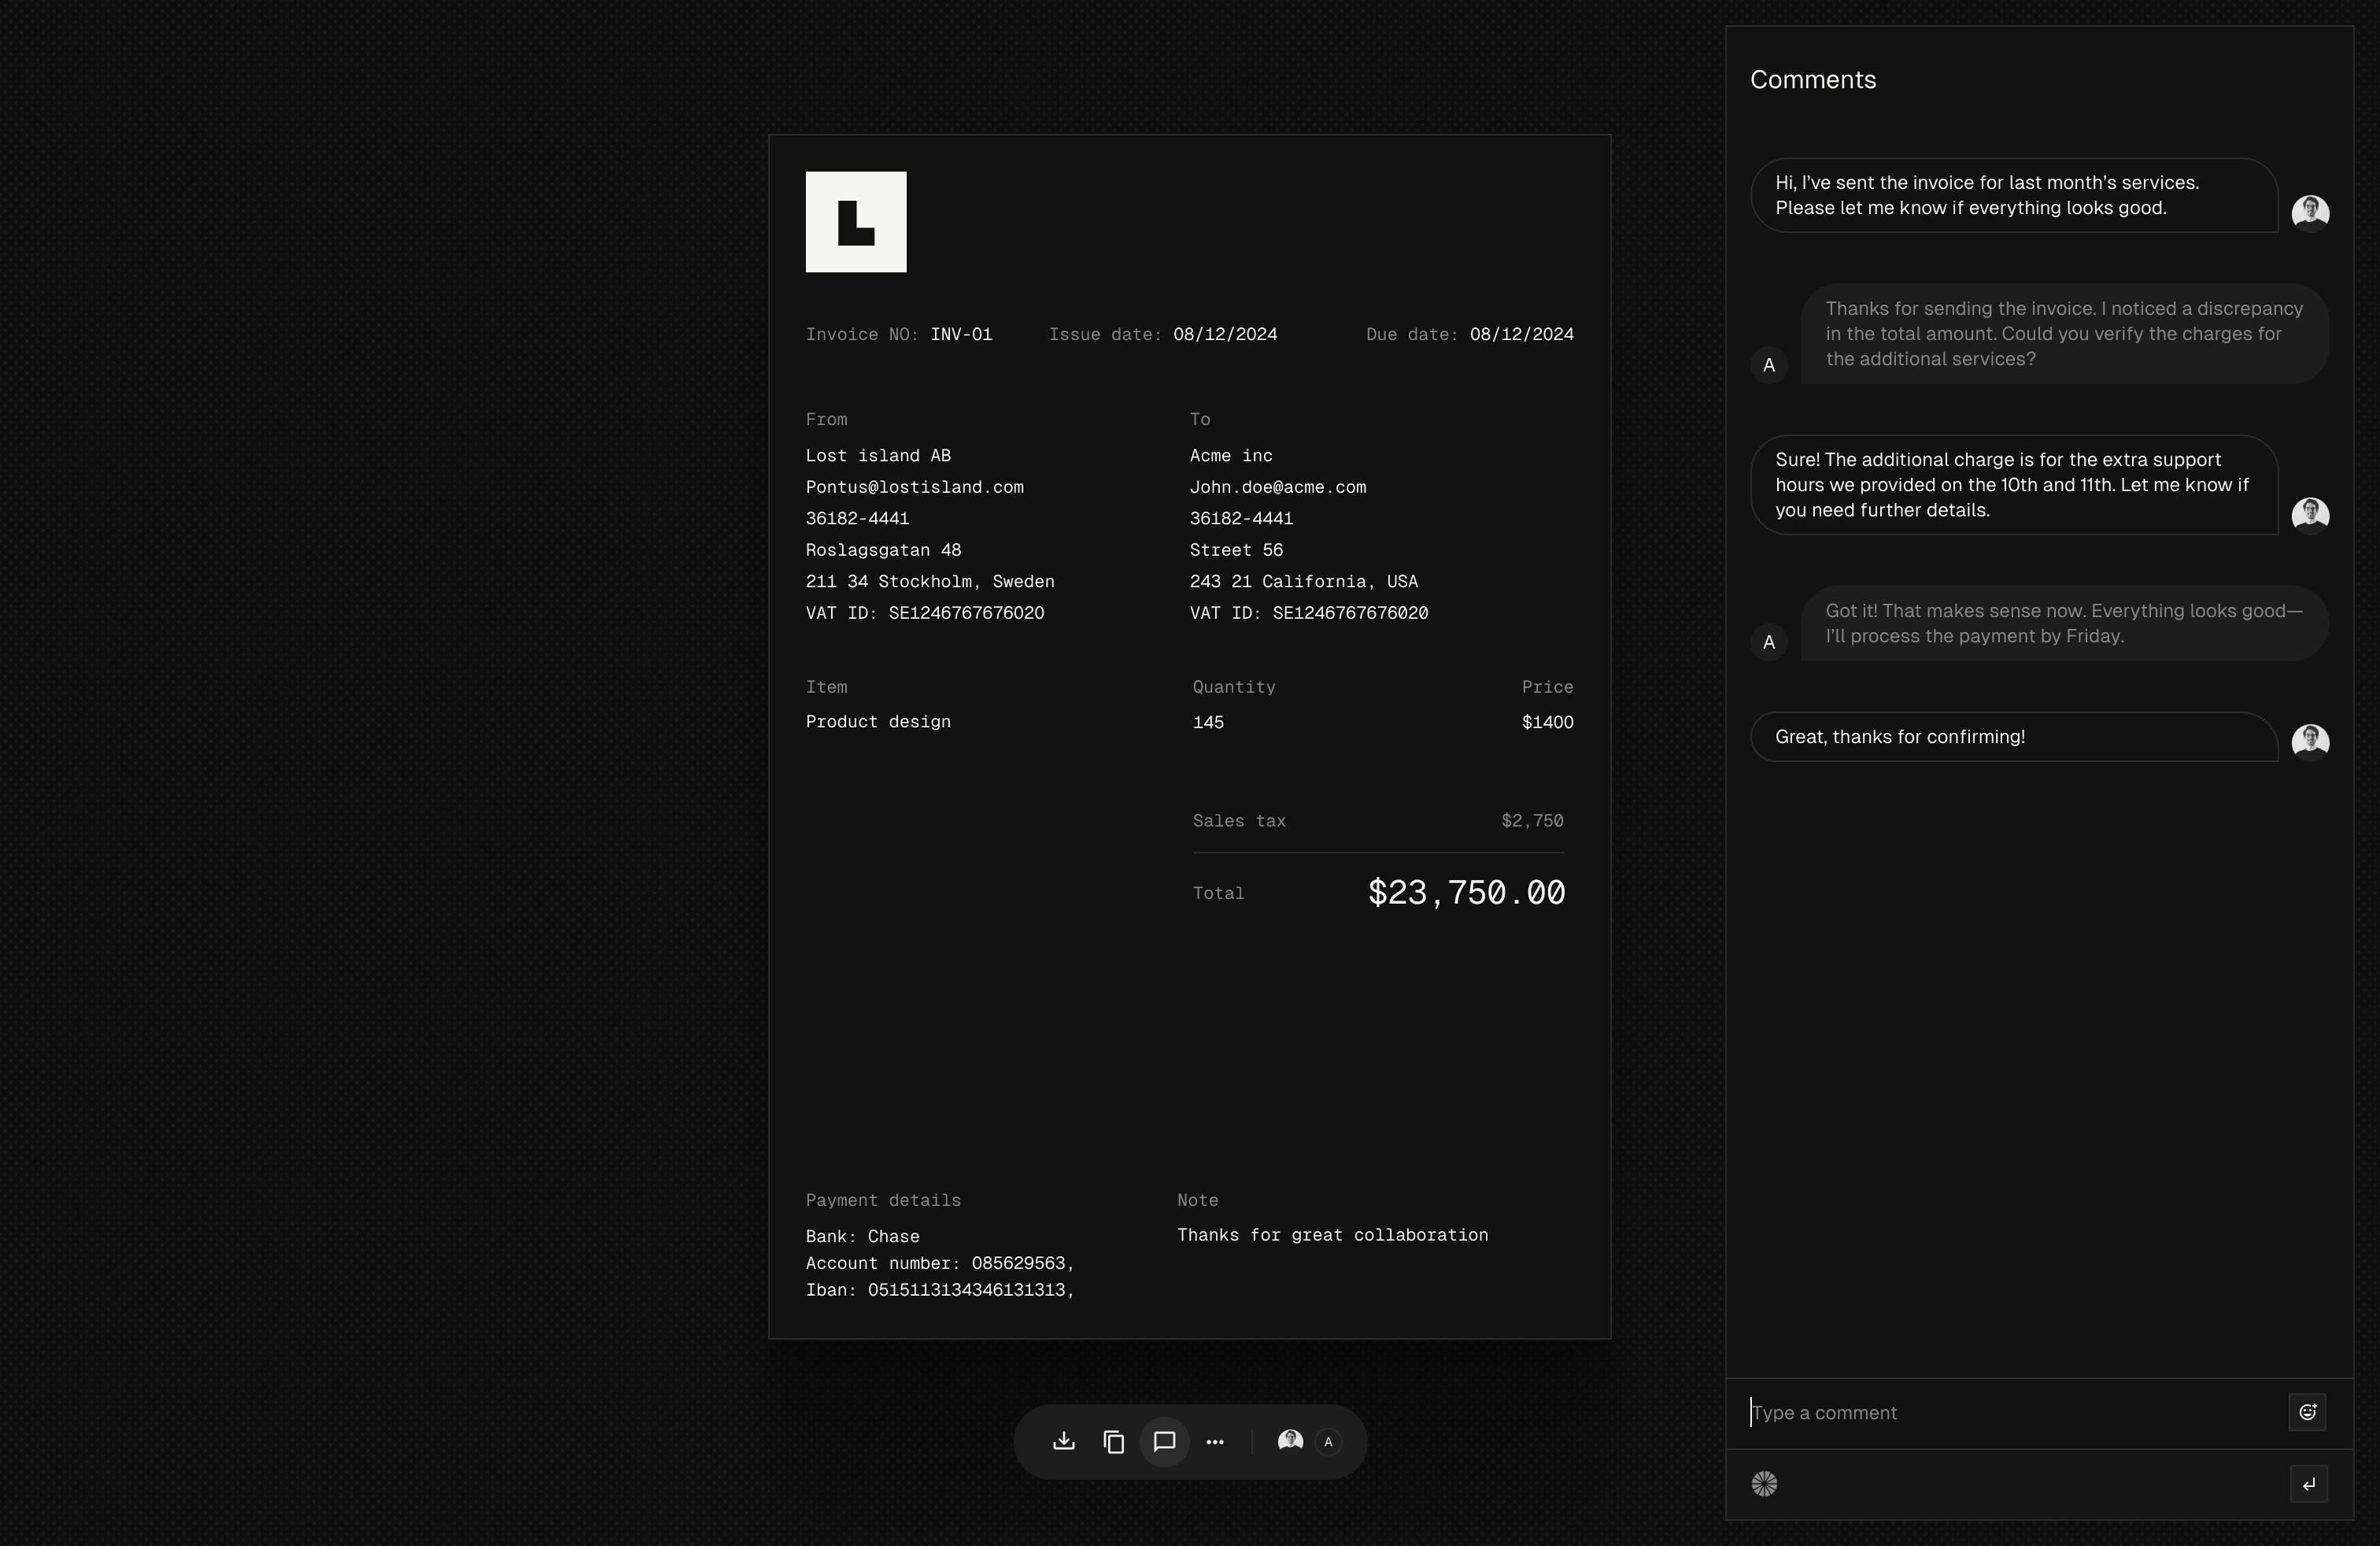 L
Invoice NO: INV-01 Issue date: 08/12/2024 Due date: 08/12/2024
From
Lost island AB
Pontus@lostisland.com
36182-4441
Roslagsgatan 48
211 34 Stockholm, Sweden
VAT ID: SE1246767676020
To
Acme inc
John.doe@acme.com
36182-4441
Street 56
243 21 California, USA
VAT ID: SE1246767676020
Item Quantity Price
Product design 145 $1400
Sales tax $2,750
Total $23,750.00
Payment details
Bank: Chase
Account number: 085629563,
Iban: 0515113134346131313,
Note
Thanks for great collaboration
A
Comments
Hi, I’ve sent the invoice for last month’s services.
Please let me know if everything looks good.
Thanks for sending the invoice. I noticed a discrepancy
in the total amount. Could you verify the charges for
the additional services?
A
Sure! The additional charge is for the extra support
hours we provided on the 10th and 11th. Let me know if
you need further details.
Got it! That makes sense now. Everything looks good—
I’ll process the payment by Friday.
A
Great, thanks for confirming!
Type a comment